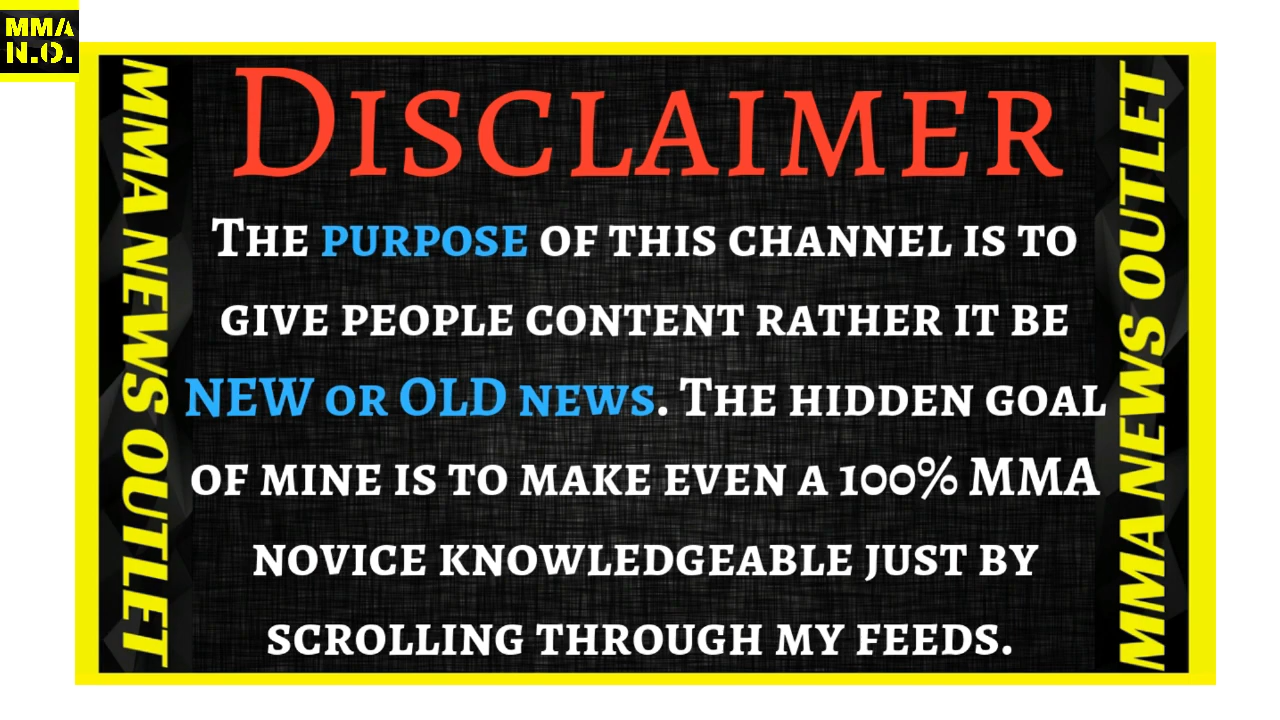 MMA
N.O.
MMA NEWS OUTLET
DISCLAIMER
THE PURPOSE OF THIS CHANNEL IS TO
GIVE PEOPLE CONTENT RATHER IT BE
NEW OR OLD NEWS. THE HIDDEN GOAL
OF MINE IS TO MAKE EVEN A 100% MMA
NOVICE KNOWLEDGEABLE JUST BY
SCROLLING THROUGH MY FEEDS.
MMA NEWS OUTLET